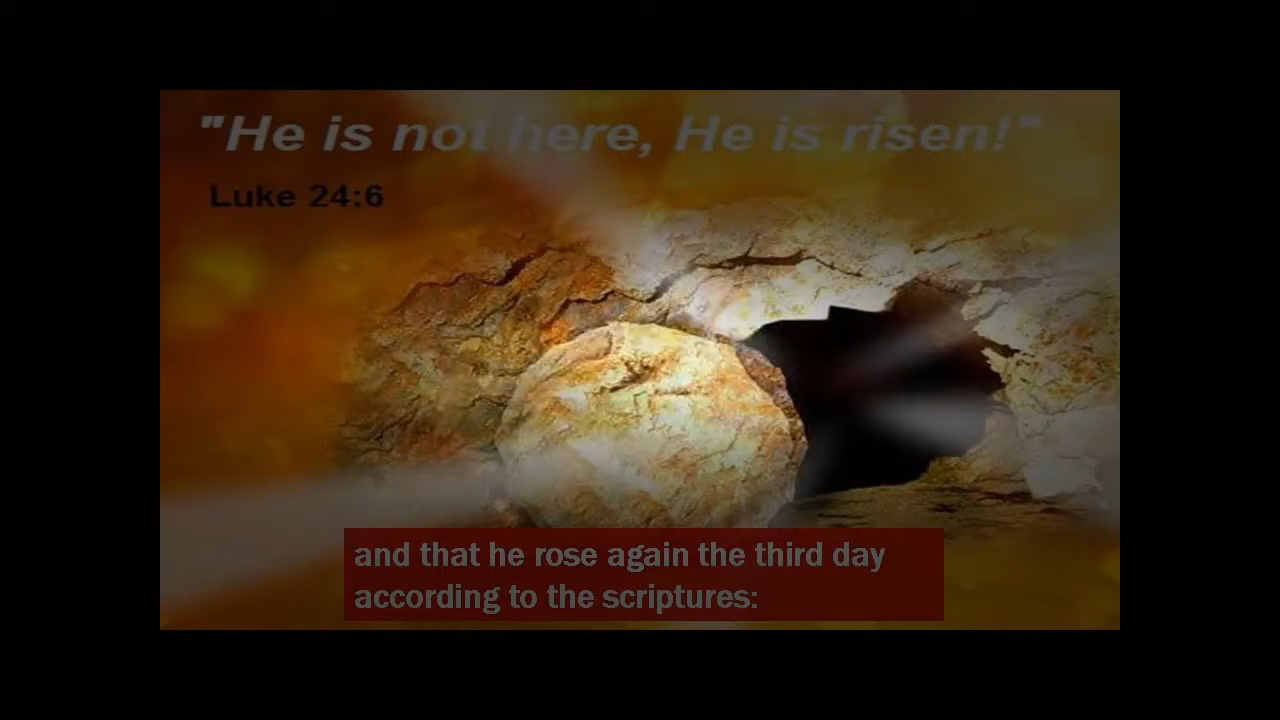 "He is not here, He is risen!"
Luke 24:6
and that he rose again the third day
according to the scriptures: